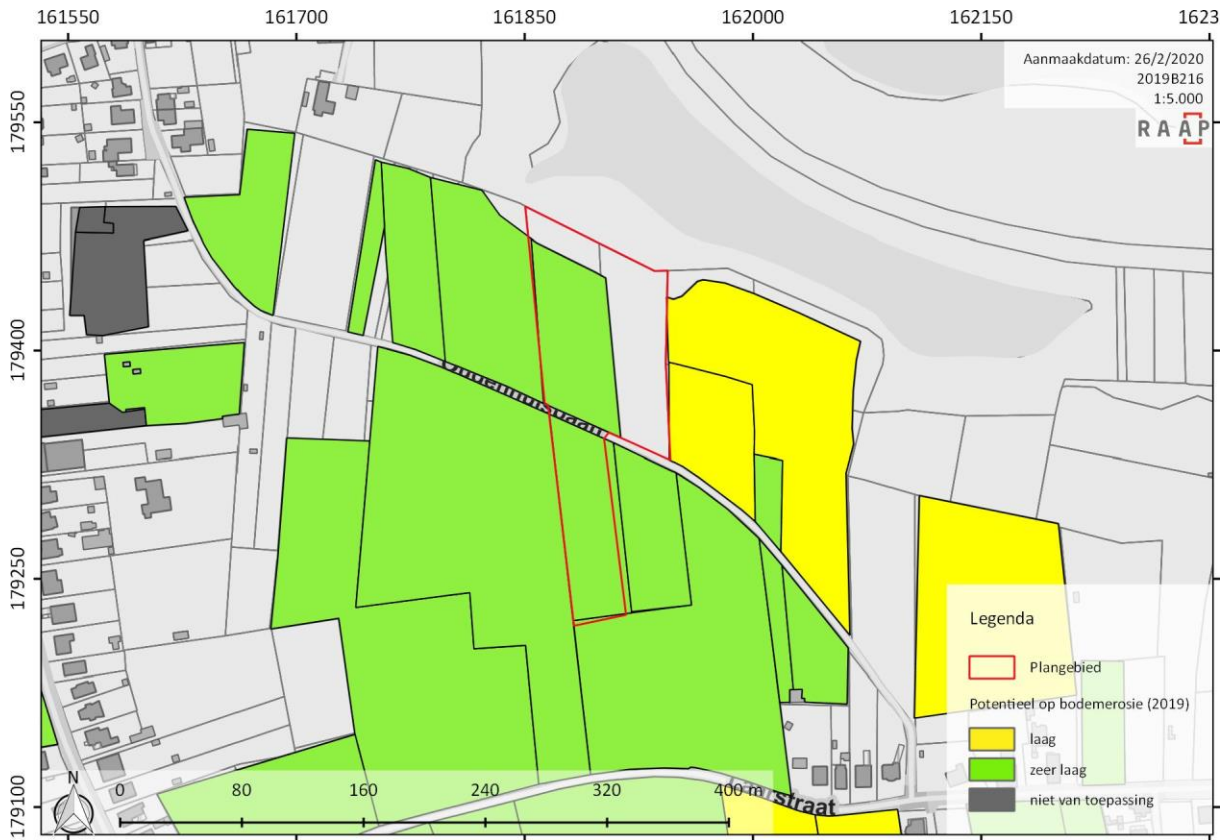 161550 161700 161850 162000 162150 1623
Aanmaakdatum: 26/2/2020
2019B216
1:5.000
RAAP
179550
179400
179250
179100
Legenda
Plangebied
Potentieel op bodemerosie (2019)
laag
zeer laag
niet van toepassing
N
0 80 160 240 320 400 m